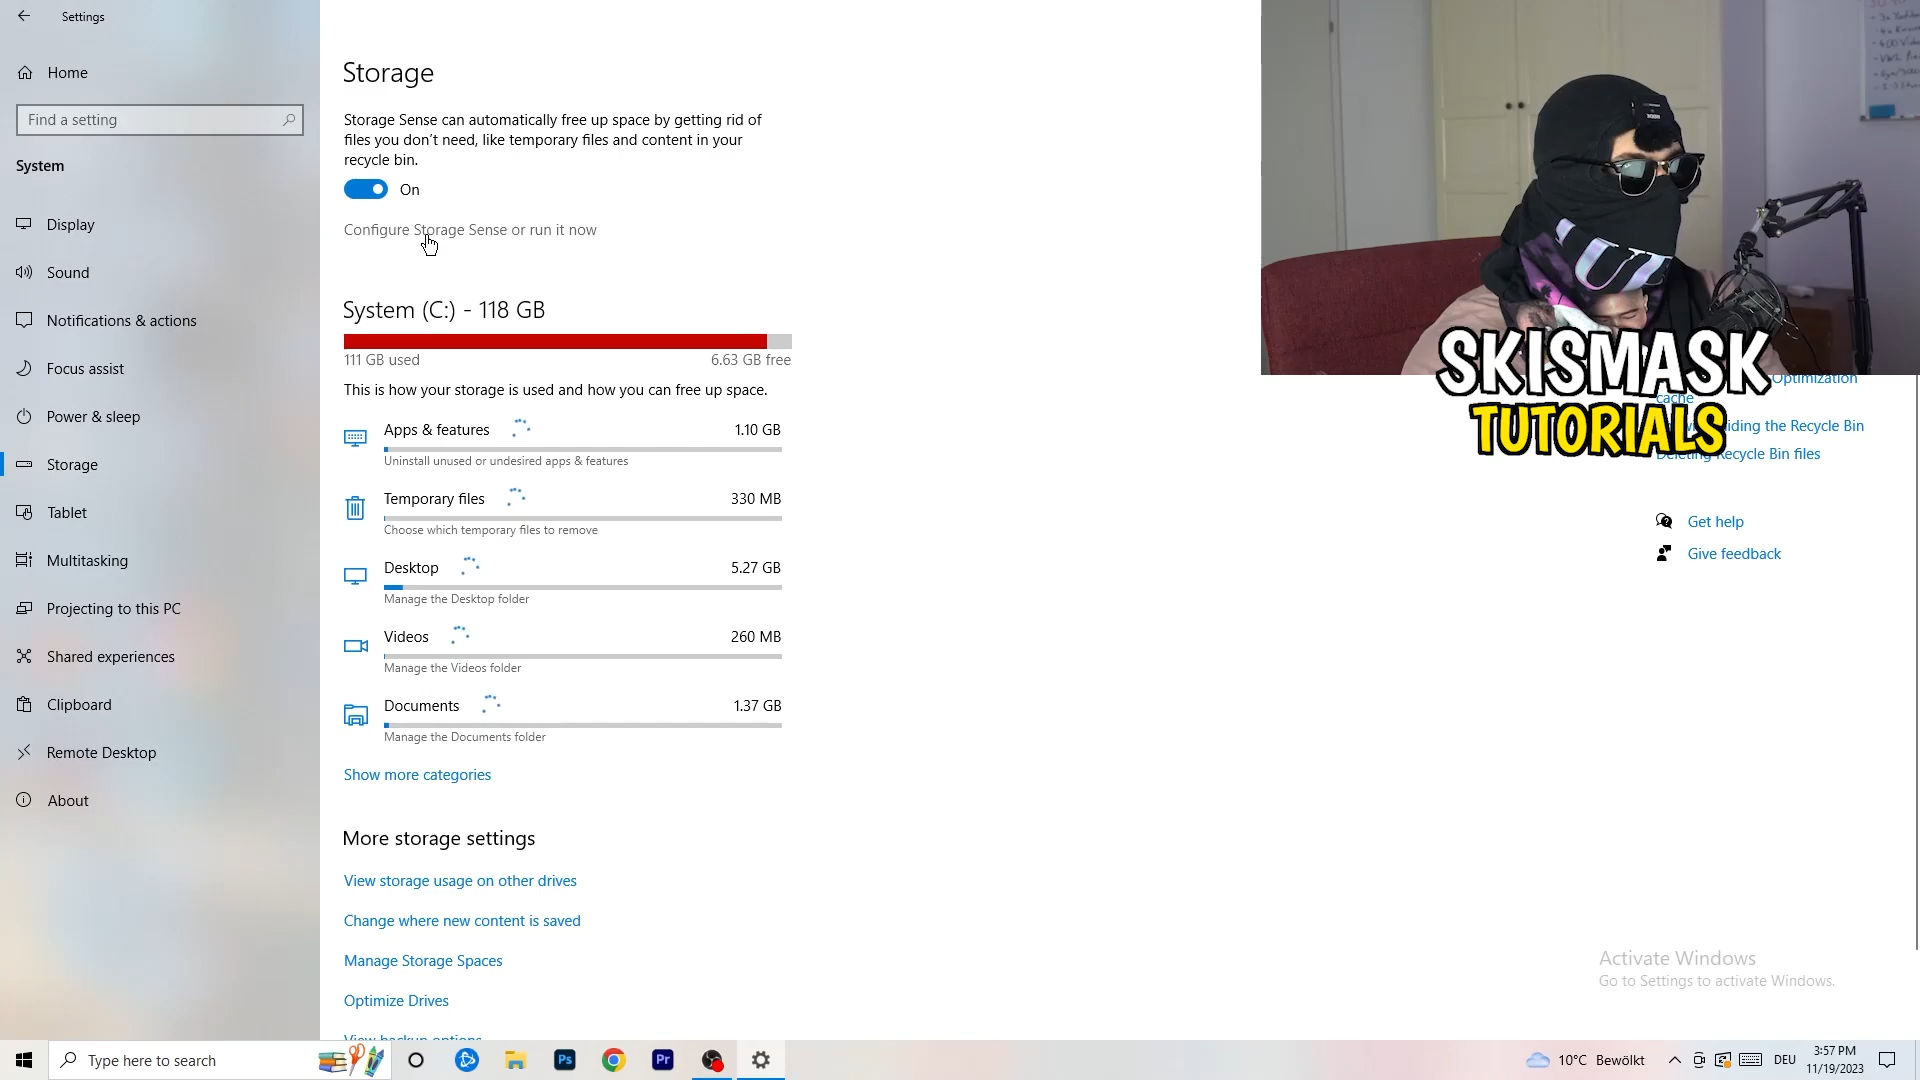 Settings
Home
Find a setting
System
Display
Sound
Notifications & actions
Focus assist
Power & sleep
Storage
Tablet
Multitasking
Projecting to this PC
Shared experiences
Clipboard
Remote Desktop
About
Storage
Storage Sense can automatically free up space by getting rid of
files you don't need, like temporary files and content in your
recycle bin.
On
Configure Storage Sense or run it now
System (C:) - 118 GB
111 GB used
6.63 GB free
This is how your storage is used and how you can free up space.
Apps & features
1.10 GB
Uninstall unused or undesired apps & features
Temporary files
330 MB
Choose which temporary files to remove
Desktop
5.27 GB
Manage the Desktop folder
Videos
260 MB
Manage the Videos folder
Documents
1.37 GB
Manage the Documents folder
Show more categories
More storage settings
View storage usage on other drives
Change where new content is saved
Manage Storage Spaces
Optimize Drives
View backup options
SKISMASK
TUTORIALS
Optimization
cache
the Recycle Bin
Recycle Bin files
Get help
Give feedback
Activate Windows
Go to Settings to activate Windows.
Type here to search
Ps
Pr
10°C Bewölkt
DEU
3:57 PM
11/19/2023